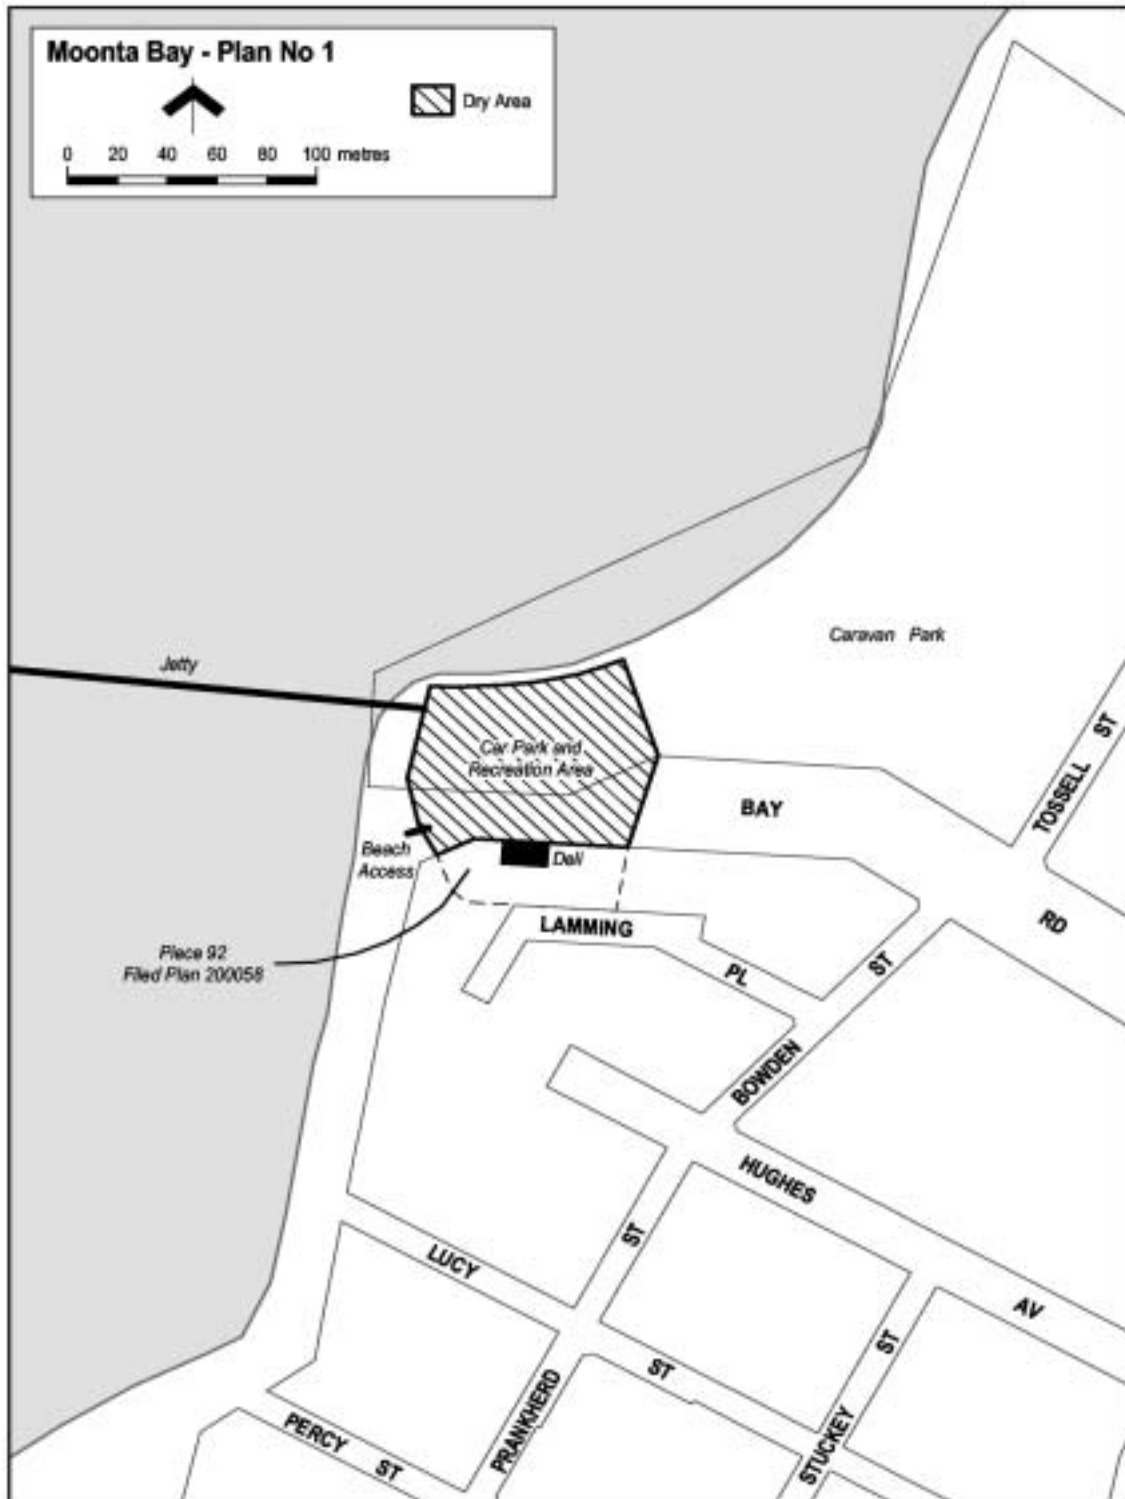 Moonta Bay - Plan No 1
Dry Area
0 20 40 60 80 100 metres
Jetty
Caravan Park
Car Park and
Recreation Area
TOSSELL ST
BAY
RD
Beach
Access
Deli
LAMMING
PL
Piece 92
Filed Plan 200058
BOWDEN
ST
HUGHES
AV
LUCY
ST
ST
ST
PRANKHERD
STUCKEY
PERCY
ST